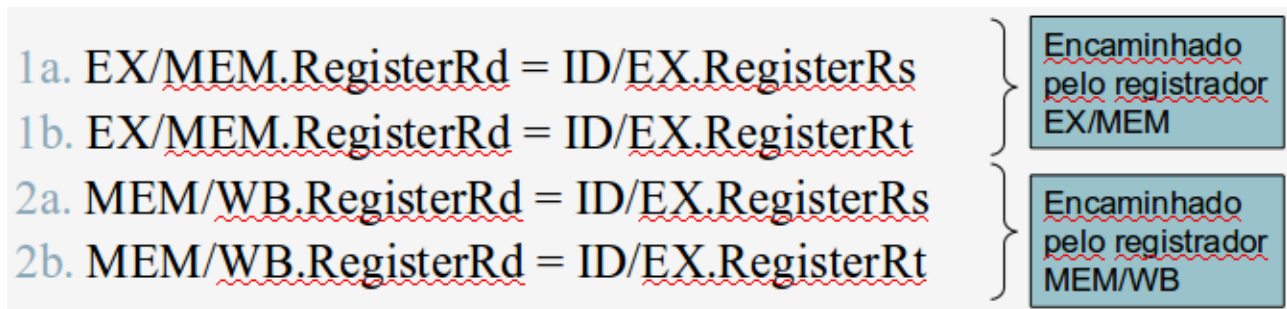 1a. EX/MEM.RegisterRd = ID/EX.RegisterRs
1b. EX/MEM.RegisterRd = ID/EX.RegisterRt
Encaminhado
pelo registrador
EX/MEM
2a. MEM/WB.RegisterRd = ID/EX.RegisterRs
2b. MEM/WB.RegisterRd = ID/EX.RegisterRt
Encaminhado
pelo registrador
MEM/WB